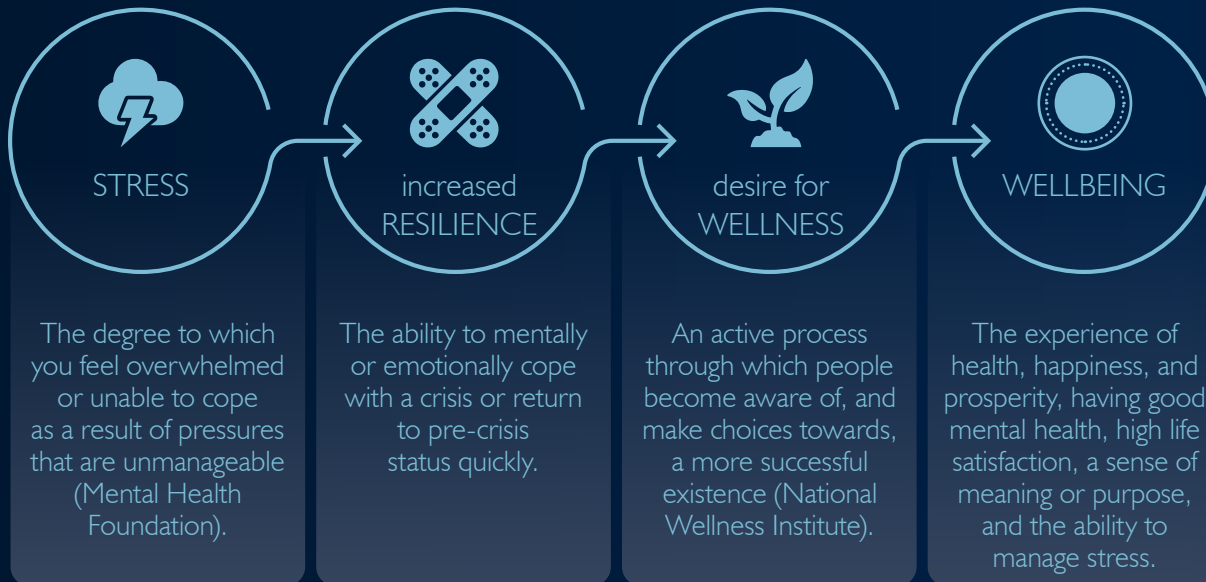 STRESS
The degree to which
you feel overwhelmed
or unable to cope
as a result of pressures
that are unmanageable
(Mental Health
Foundation).
increased
RESILIENCE
The ability to mentally
or emotionally cope
with a crisis or return
to pre-crisis
status quickly.
desire for
WELLNESS
An active process
through which people
become aware of, and
make choices towards,
a more successful
existence (National
Wellness Institute).
WELLBEING
The experience of
health, happiness, and
prosperity, having good
mental health, high life
satisfaction, a sense of
meaning or purpose,
and the ability to
manage stress.